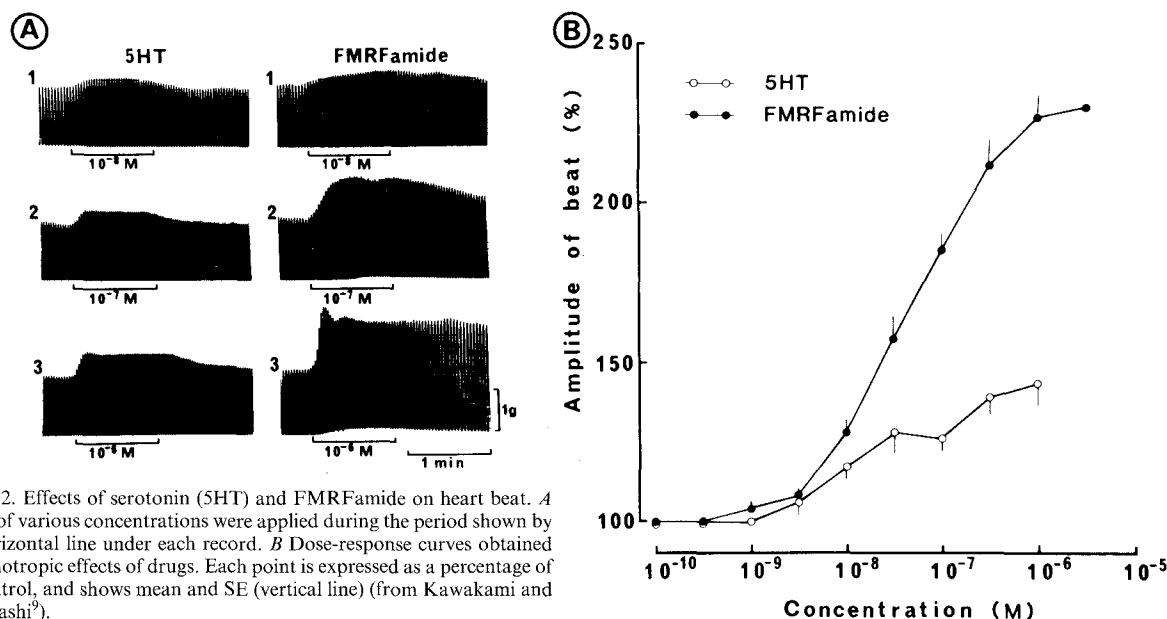 A
5HT
FMRFamide
1
10⁻⁸ M
1
10⁻⁸ M
2
10⁻⁷ M
2
10⁻⁷ M
3
10⁻⁶ M
3
10⁻⁶ M
1g
1 min
2. Effects of serotonin (5HT) and FMRFamide on heart beat. A
of various concentrations were applied during the period shown by
rizontal line under each record. B Dose-response curves obtained
notropic effects of drugs. Each point is expressed as a percentage of
trol, and shows mean and SE (vertical line) (from Kawakami and
ashi⁹).
B
Amplitude of beat (%)
250
200
150
100
5HT
FMRFamide
10⁻¹⁰ 10⁻⁹ 10⁻⁸ 10⁻⁷ 10⁻⁶ 10⁻⁵
Concentration (M)